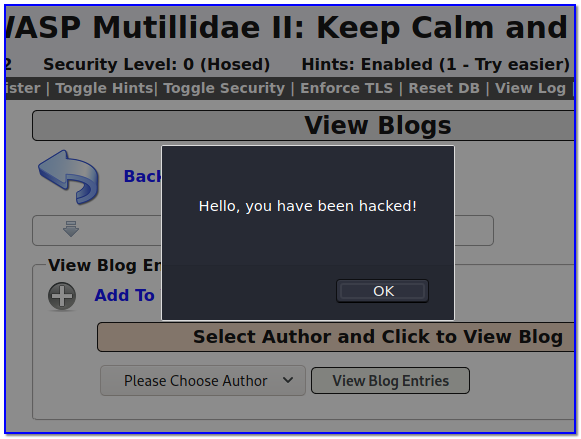 WASP Mutillidae II: Keep Calm and
2 Security Level: 0 (Hosed) Hints: Enabled (1 - Try easier)
ister | Toggle Hints| Toggle Security | Enforce TLS | Reset DB | View Log |
View Blogs
Back
Hello, you have been hacked!
OK
View Blog En
Add To
Select Author and Click to View Blog
Please Choose Author View Blog Entries